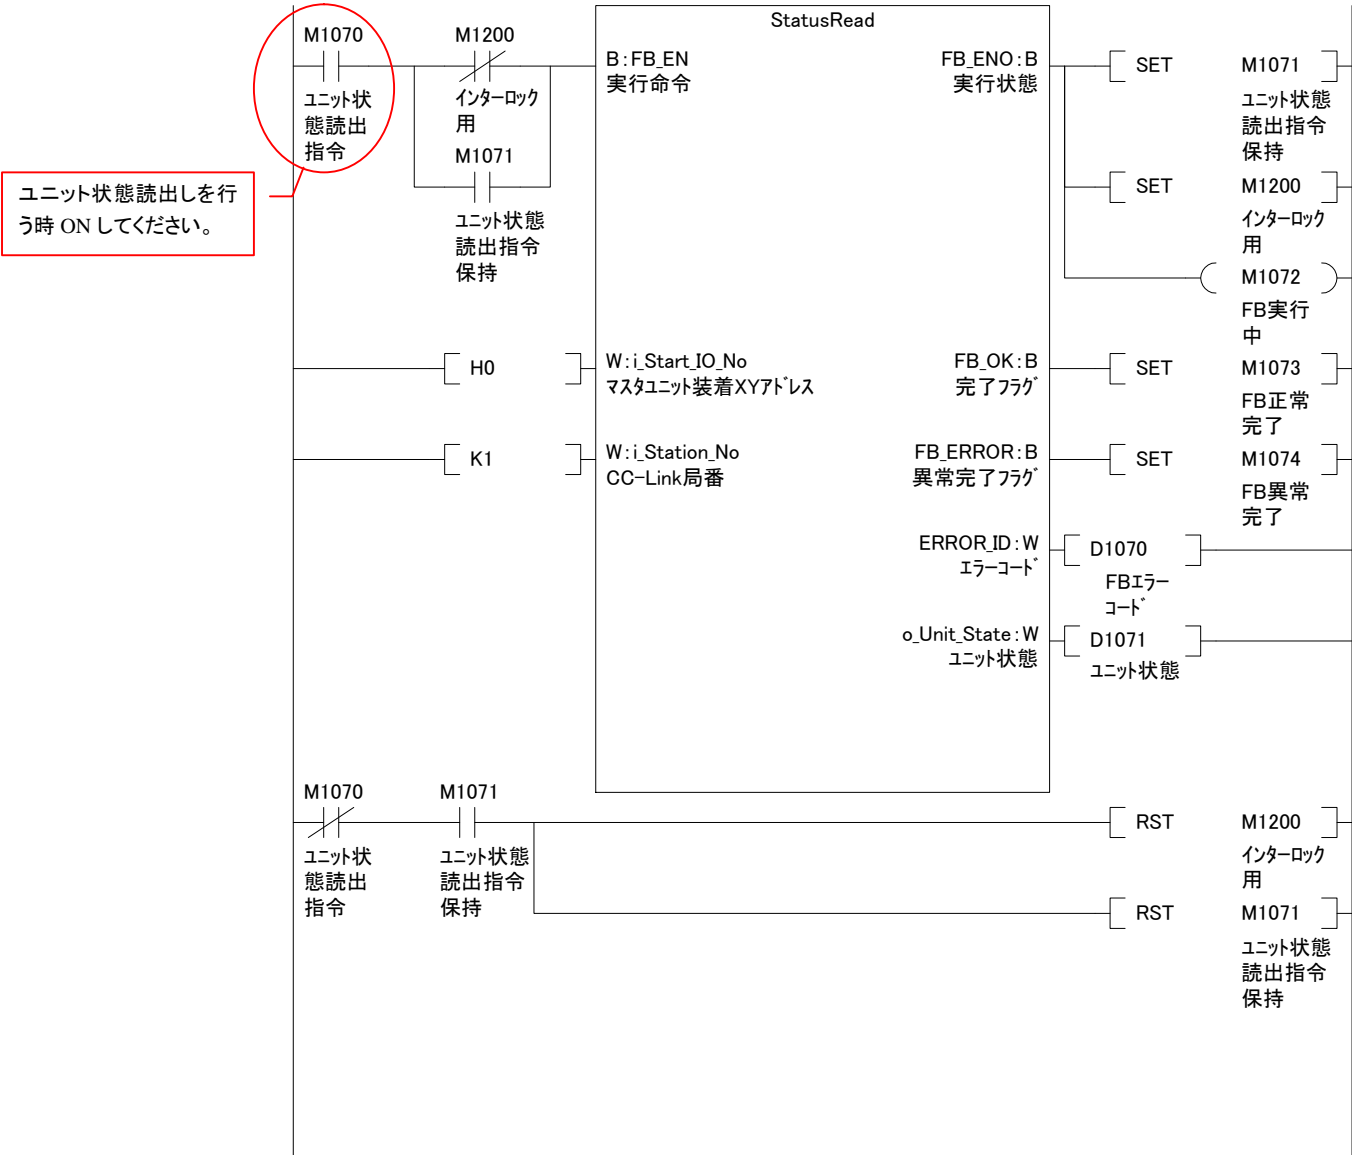 StatusRead
M1070
M1200
B:FB_EN
実行命令
FB_ENO:B
実行状態
SET M1071
ユニット状
態読出
指令
インターロック
用
ユニット状態
読出指令
保持
M1071
ユニット状態
読出指令
保持
ユニット状態読出しを行
う時 ON してください。
SET M1200
インターロック
用
M1072
FB実行
中
H0
W:i_Start_IO_No
マスタユニット装着XYアドレス
FB_OK:B
完了フラグ
SET M1073
FB正常
完了
K1
W:i_Station_No
CC-Link局番
FB_ERROR:B
異常完了フラグ
SET M1074
FB異常
完了
ERROR_ID:W
エラーコード
D1070
FBエラー
コード
o_Unit_State:W
ユニット状態
D1071
ユニット状態
M1070
ユニット状
態読出
指令
M1071
ユニット状態
読出指令
保持
RST M1200
インターロック
用
RST M1071
ユニット状態
読出指令
保持